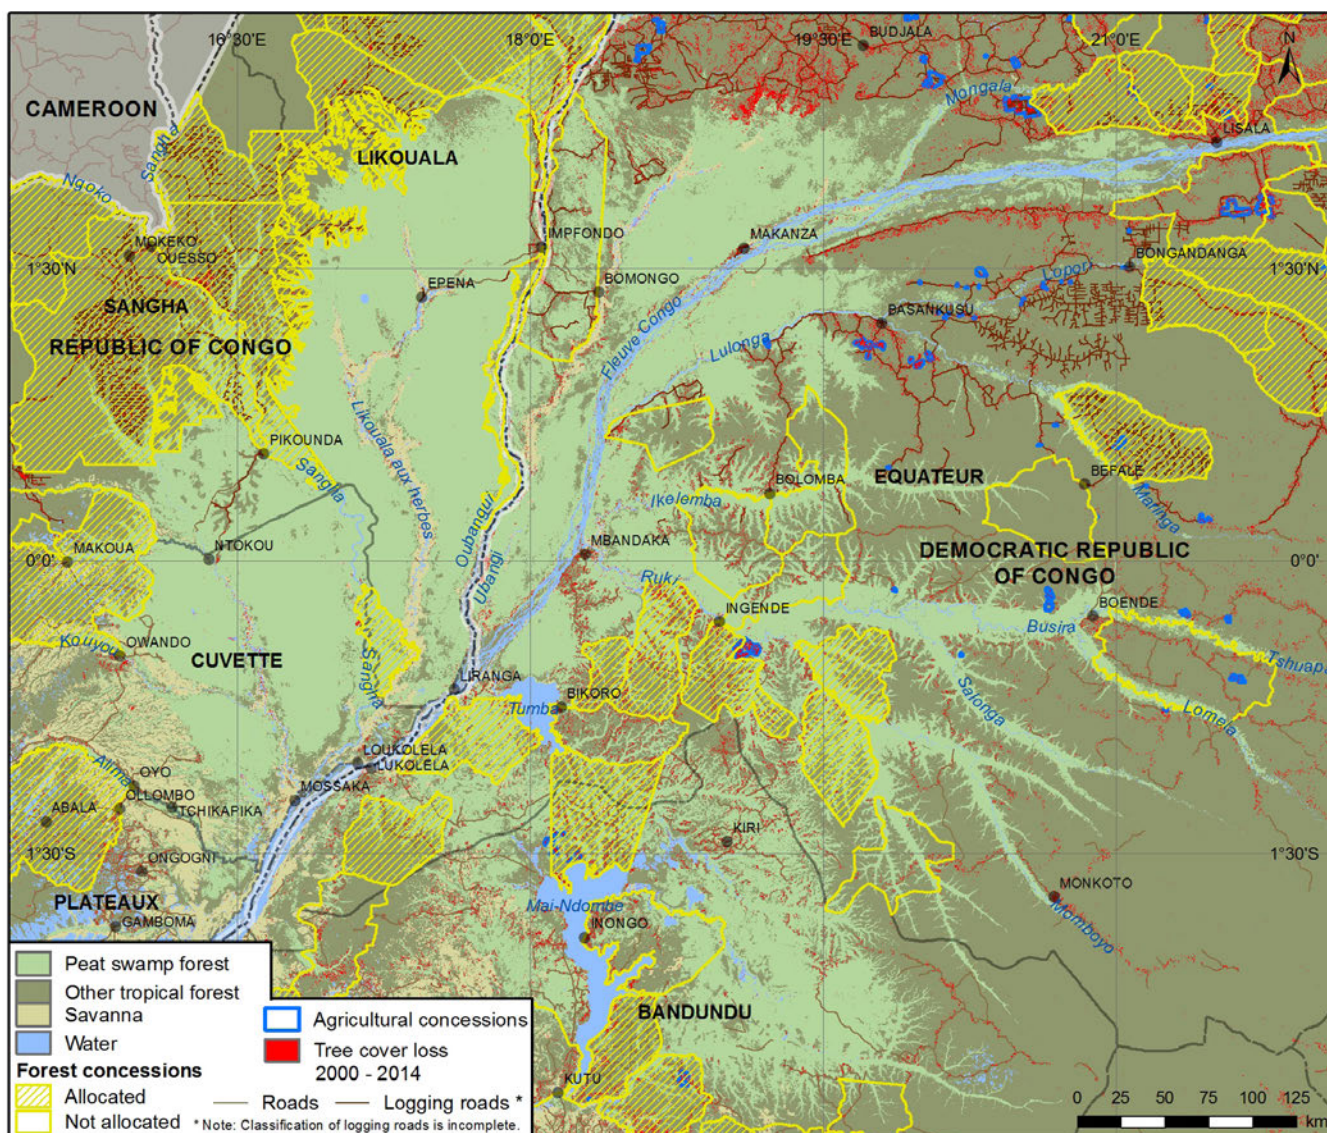 16°30'E
18°0'E
19°30'E
21°0'E
N
BUDJALA
CAMEROON
Mongala
LISALA
Sangha
LIKOUALA
Ngoko
MOKEKO
OUESSO
IMPFONDO
MAKANZA
BONGANDANGA
1°30'N
1°30'N
EPENA
BOMONGO
Lopori
SANGHA
BASANKUSU
REPUBLIC OF CONGO
Fleuve Congo
Lulonga
Likouala aux herbes
PIKOUNDA
Sangha
BOLOMBA
EQUATEUR
BEFALE
Ikelemba
Maringa
Oubangui
NTOKOU
MBANDAKA
MAKOUA
0°0'
0°0'
DEMOCRATIC REPUBLIC
OF CONGO
Ubangi
Ruki
INGENDE
BOENDE
Busira
Kouyou
OWANDO
CUVETTE
Sangha
Tshuapa
LIRANGA
BIKORO
Tumba
Salonga
Lomela
LOUKOLELA
LUKOLELA
Alima
OYO
OLLOMBO
TCHIKAPIKA
MOSSAKA
ABALA
KIRI
1°30'S
1°30'S
ONGOGNI
MONKOTO
PLATEAUX
Mai-Ndombe
Momboyo
GAMBOMA
INONGO
BANDUNDU
KUTU
Peat swamp forest
Other tropical forest
Savanna
Water
Agricultural concessions
Tree cover loss
2000 - 2014
Forest concessions
Allocated
Not allocated
Roads
Logging roads *
* Note: Classification of logging roads is incomplete.
0 25 50 75 100 125
km